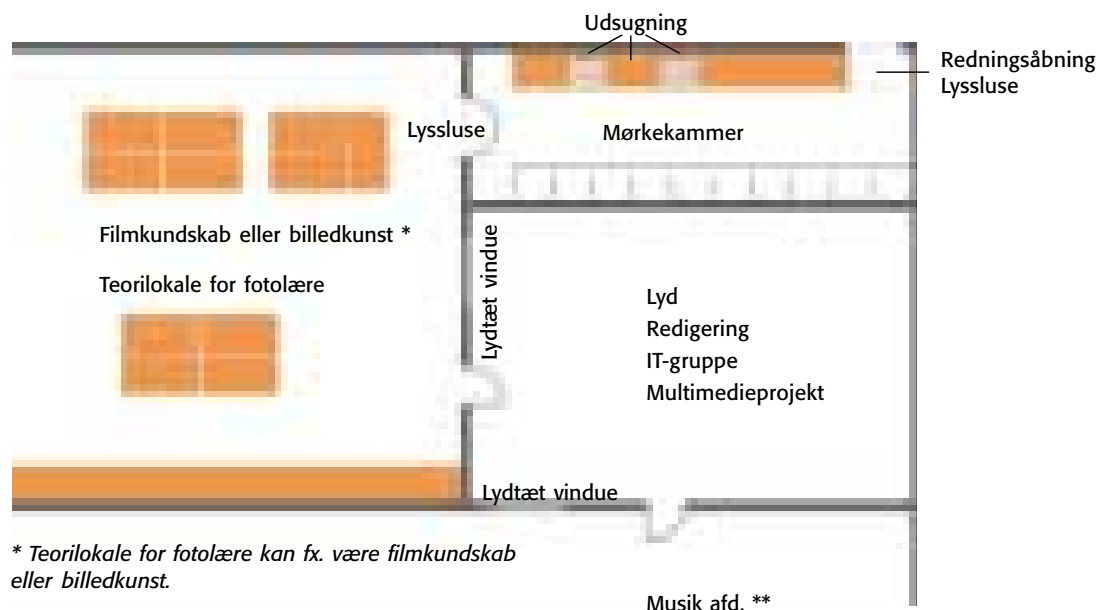 Udsugning
Redningsåbning
Lyssluse
Lyssluse
Mørkekammer
Filmkundskab eller billedkunst *
Teorilokale for fotolære
Lydtæt vindue
Lyd
Redigering
IT-gruppe
Multimedieprojekt
Lydtæt vindue
* Teorilokale for fotolære kan fx. være filmkundskab
eller billedkunst.
Musik afd. **